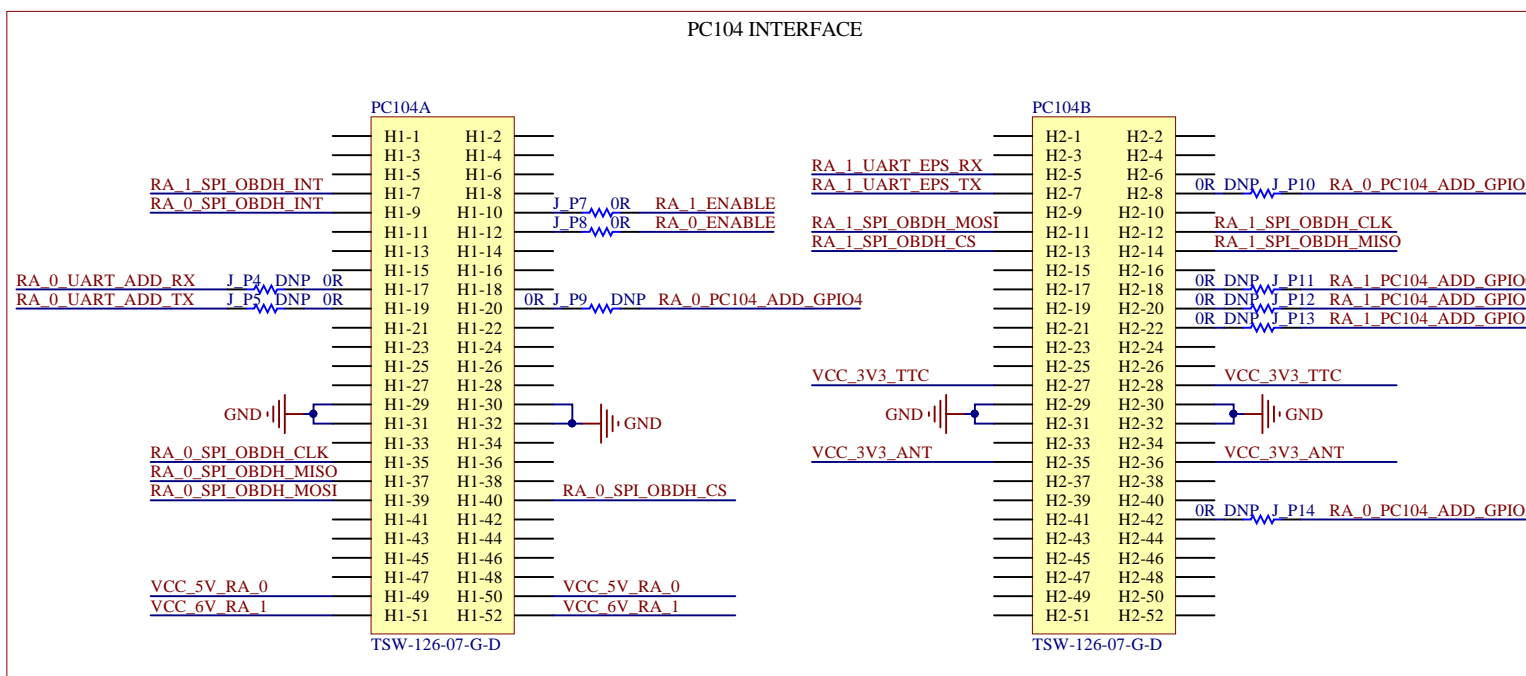 PC104 INTERFACE
PC104A PC104B
H1-1 H1-2 H2-1 H2-2
H1-3 H1-4 H2-3 H2-4
H1-5 H1-6 RA_1_UART_EPS_RX H2-5 H2-6
RA_1_SPI_OBDH_INT H1-7 H1-8 RA_1_UART_EPS_TX H2-7 H2-8 0R DNP J_P10 RA_0_PC104_ADD_GPIO
RA_0_SPI_OBDH_INT H1-9 H1-10 J_P7 0R RA_1_ENABLE H2-9 H2-10
H1-11 H1-12 J_P8 0R RA_0_ENABLE RA_1_SPI_OBDH_MOSI H2-11 H2-12 RA_1_SPI_OBDH_CLK
H1-13 H1-14 RA_1_SPI_OBDH_CS H2-13 H2-14 RA_1_SPI_OBDH_MISO
H1-15 H1-16 H2-15 H2-16
RA_0_UART_ADD_RX J_P4 DNP 0R H1-17 H1-18 H2-17 H2-18 0R DNP J_P11 RA_1_PC104_ADD_GPIO
RA_0_UART_ADD_TX J_P5 DNP 0R H1-19 H1-20 0R J_P9 DNP RA_0_PC104_ADD_GPIO4 H2-19 H2-20 0R DNP J_P12 RA_1_PC104_ADD_GPIO
H1-21 H1-22 H2-21 H2-22 0R DNP J_P13 RA_1_PC104_ADD_GPIO
H1-23 H1-24 H2-23 H2-24
H1-25 H1-26 H2-25 H2-26
H1-27 H1-28 VCC_3V3_TTC H2-27 H2-28 VCC_3V3_TTC
GND H1-29 H1-30 GND H2-29 H2-30 GND
H1-31 H1-32 GND H2-31 H2-32
H1-33 H1-34 H2-33 H2-34
RA_0_SPI_OBDH_CLK H1-35 H1-36 VCC_3V3_ANT H2-35 H2-36 VCC_3V3_ANT
RA_0_SPI_OBDH_MISO H1-37 H1-38 H2-37 H2-38
RA_0_SPI_OBDH_MOSI H1-39 H1-40 RA_0_SPI_OBDH_CS H2-39 H2-40
H1-41 H1-42 H2-41 H2-42 0R DNP J_P14 RA_0_PC104_ADD_GPIO
H1-43 H1-44 H2-43 H2-44
H1-45 H1-46 H2-45 H2-46
H1-47 H1-48 H2-47 H2-48
VCC_5V_RA_0 H1-49 H1-50 VCC_5V_RA_0 H2-49 H2-50
VCC_6V_RA_1 H1-51 H1-52 VCC_6V_RA_1 H2-51 H2-52
TSW-126-07-G-D TSW-126-07-G-D